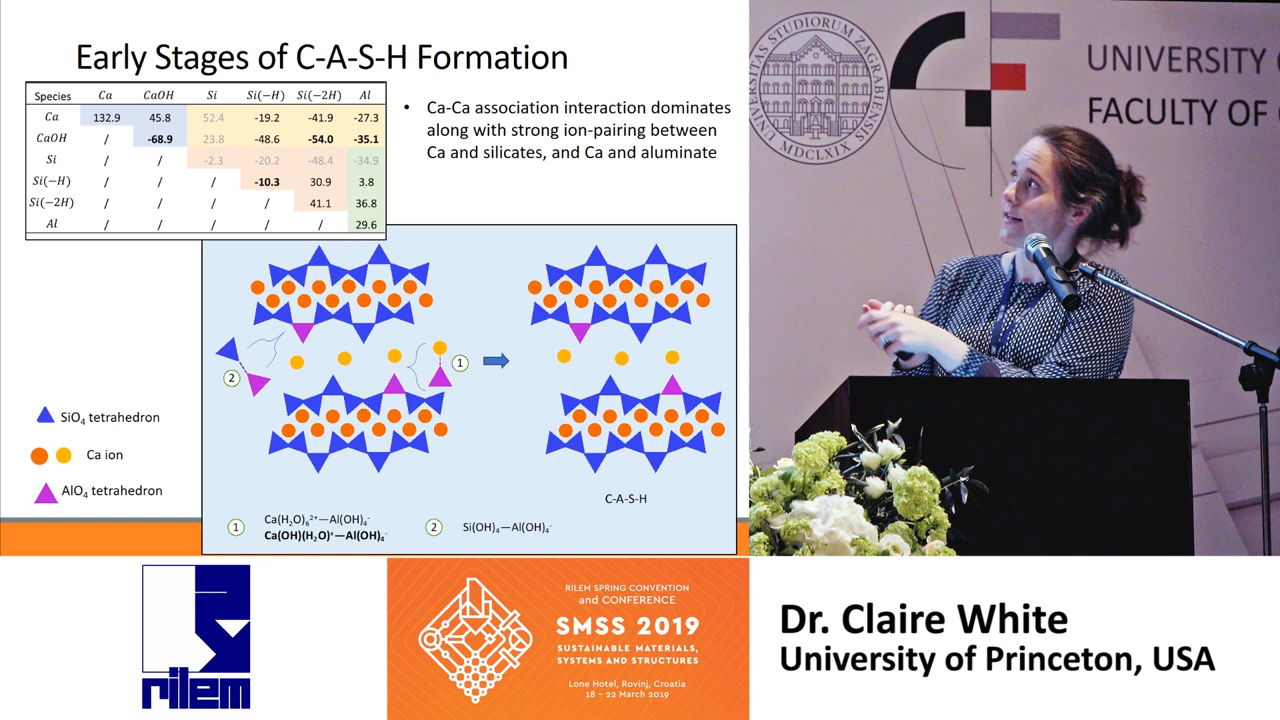 Early Stages of C-A-S-H Formation
Species Ca CaOH Si Si(−H) Si(−2H) Al
Ca 132.9 45.8 52.4 -19.2 -41.9 -27.3
CaOH / -68.9 23.8 -48.6 -54.0 -35.1
Si / / -2.3 -20.2 -48.4 -34.9
Si(−H) / / / -10.3 30.9 3.8
Si(−2H) / / / / 41.1 36.8
Al / / / / / 29.6
• Ca-Ca association interaction dominates
along with strong ion-pairing between
Ca and silicates, and Ca and aluminate
2
1
SiO₄ tetrahedron
Ca ion
AlO₄ tetrahedron
C-A-S-H
1 Ca(H₂O)₆²⁺—Al(OH)₄⁻
Ca(OH)(H₂O)⁺—Al(OH)₄⁻
2 Si(OH)₄—Al(OH)₄⁻
UNIVERSITAS STUDIORUM ZAGRABIENSIS
MDCLXIX
UNIVERSITY
FACULTY OF
rilem
RILEM SPRING CONVENTION
and CONFERENCE
SMSS 2019
SUSTAINABLE MATERIALS,
SYSTEMS AND STRUCTURES
Lone Hotel, Rovinj, Croatia
18 – 22 March 2019
Dr. Claire White
University of Princeton, USA